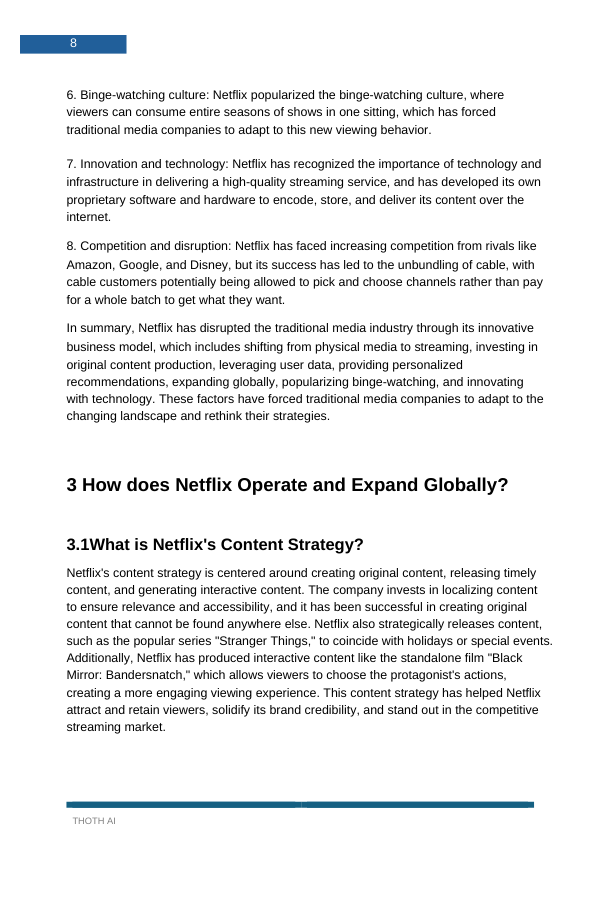 8
6. Binge-watching culture: Netflix popularized the binge-watching culture, where
viewers can consume entire seasons of shows in one sitting, which has forced
traditional media companies to adapt to this new viewing behavior.
7. Innovation and technology: Netflix has recognized the importance of technology and
infrastructure in delivering a high-quality streaming service, and has developed its own
proprietary software and hardware to encode, store, and deliver its content over the
internet.
8. Competition and disruption: Netflix has faced increasing competition from rivals like
Amazon, Google, and Disney, but its success has led to the unbundling of cable, with
cable customers potentially being allowed to pick and choose channels rather than pay
for a whole batch to get what they want.
In summary, Netflix has disrupted the traditional media industry through its innovative
business model, which includes shifting from physical media to streaming, investing in
original content production, leveraging user data, providing personalized
recommendations, expanding globally, popularizing binge-watching, and innovating
with technology. These factors have forced traditional media companies to adapt to the
changing landscape and rethink their strategies.
3 How does Netflix Operate and Expand Globally?
3.1What is Netflix's Content Strategy?
Netflix's content strategy is centered around creating original content, releasing timely
content, and generating interactive content. The company invests in localizing content
to ensure relevance and accessibility, and it has been successful in creating original
content that cannot be found anywhere else. Netflix also strategically releases content,
such as the popular series "Stranger Things," to coincide with holidays or special events.
Additionally, Netflix has produced interactive content like the standalone film "Black
Mirror: Bandersnatch," which allows viewers to choose the protagonist's actions,
creating a more engaging viewing experience. This content strategy has helped Netflix
attract and retain viewers, solidify its brand credibility, and stand out in the competitive
streaming market.
THOTH AI